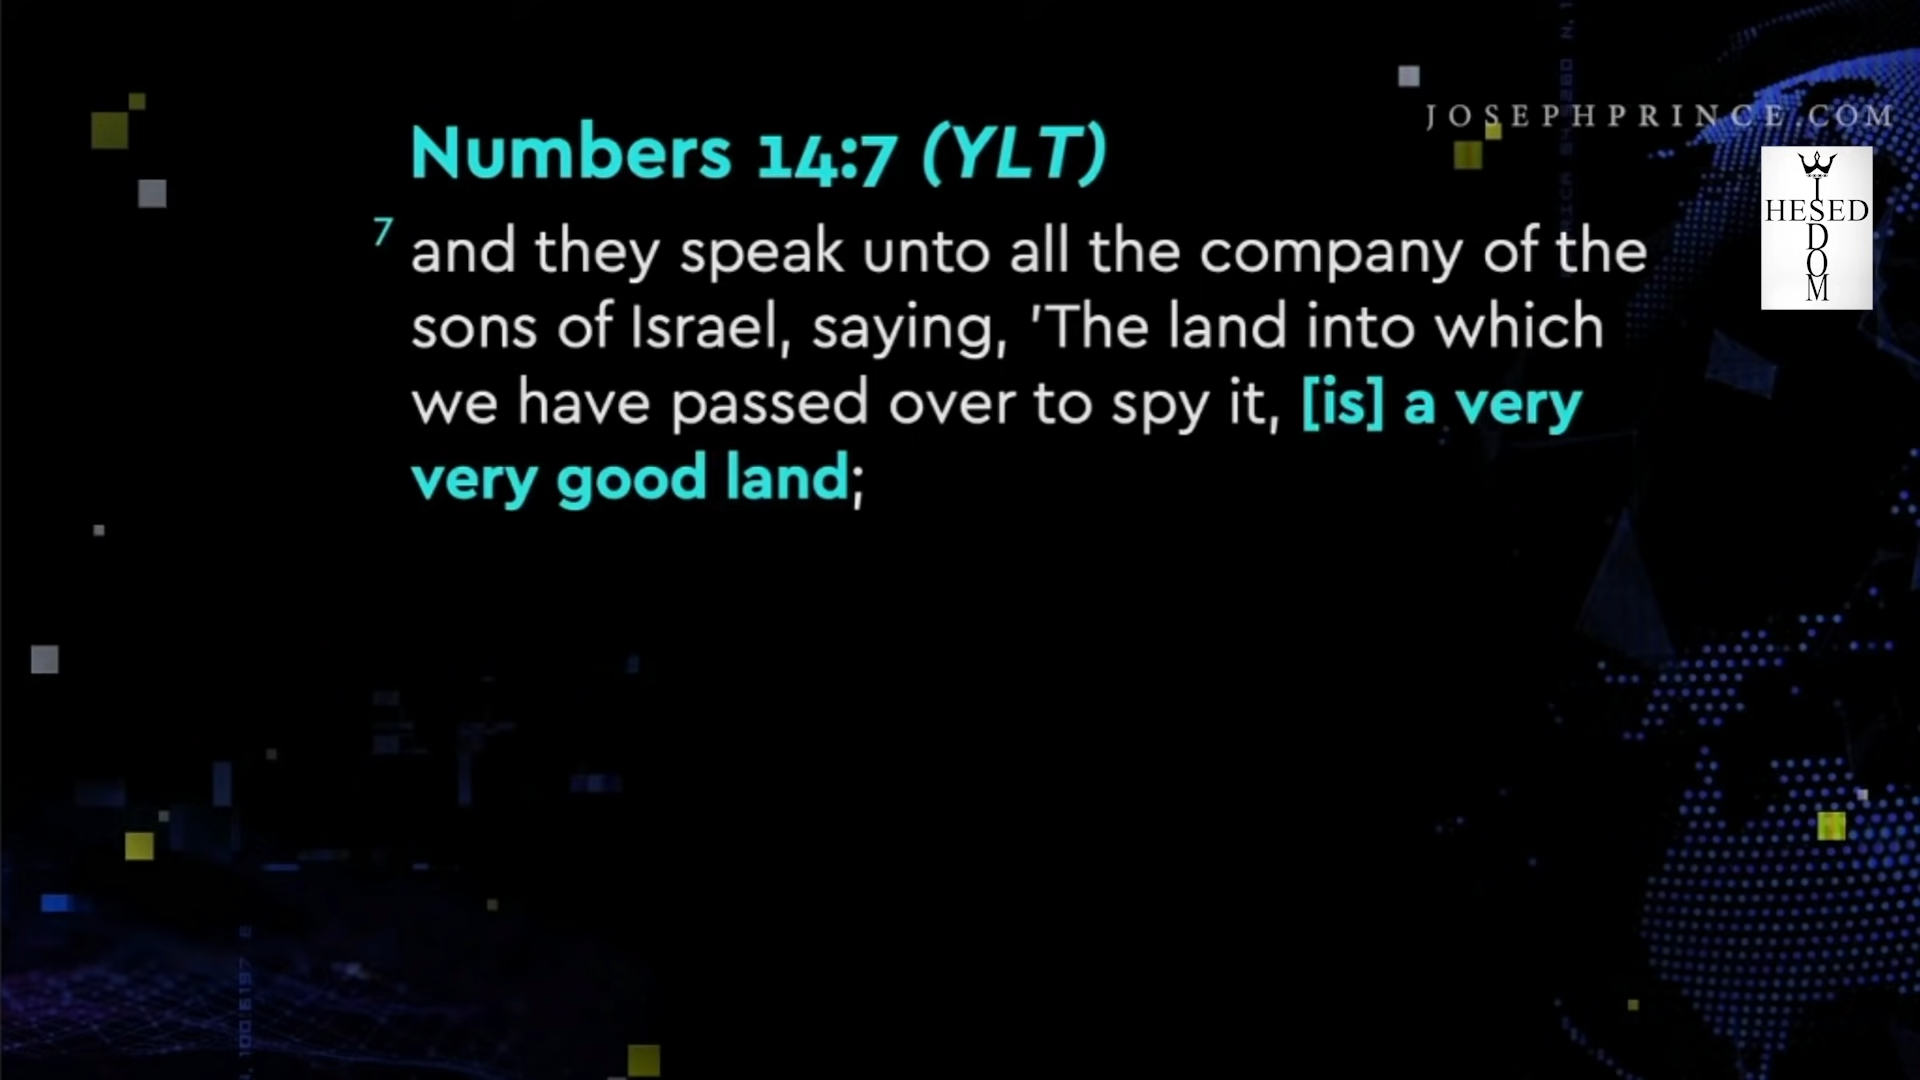 JOSEPHPRINCE.COM
Numbers 14:7 (YLT)
7 and they speak unto all the company of the
sons of Israel, saying, 'The land into which
we have passed over to spy it, [is] a very
very good land;
HESED
WISDOM